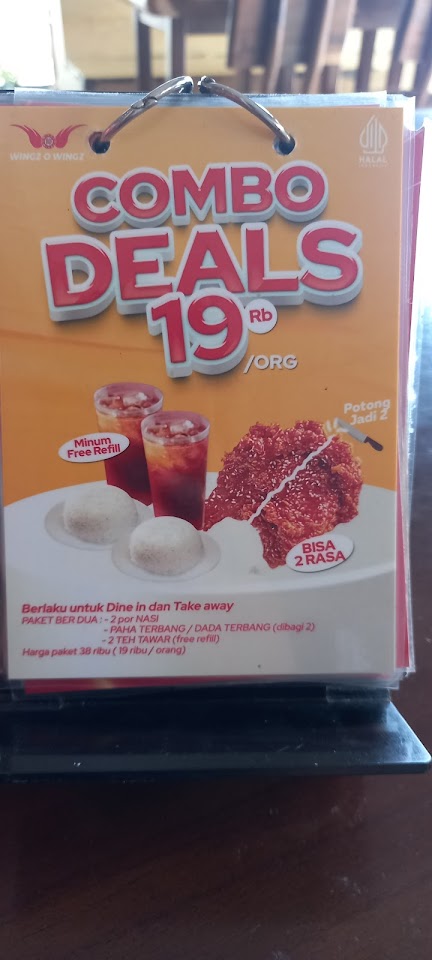 WINGZ O WINGZ
HALAL
INDONESIA
COMBO
DEALS
19 Rb
/ORG
Potong
Jadi 2
Minum
Free Refill
BISA
2 RASA
Berlaku untuk Dine in dan Take away
PAKET BER DUA : - 2 por NASI
- PAHA TERBANG / DADA TERBANG (dibagi 2)
- 2 TEH TAWAR (free refill)
Harga paket 38 ribu ( 19 ribu / orang)